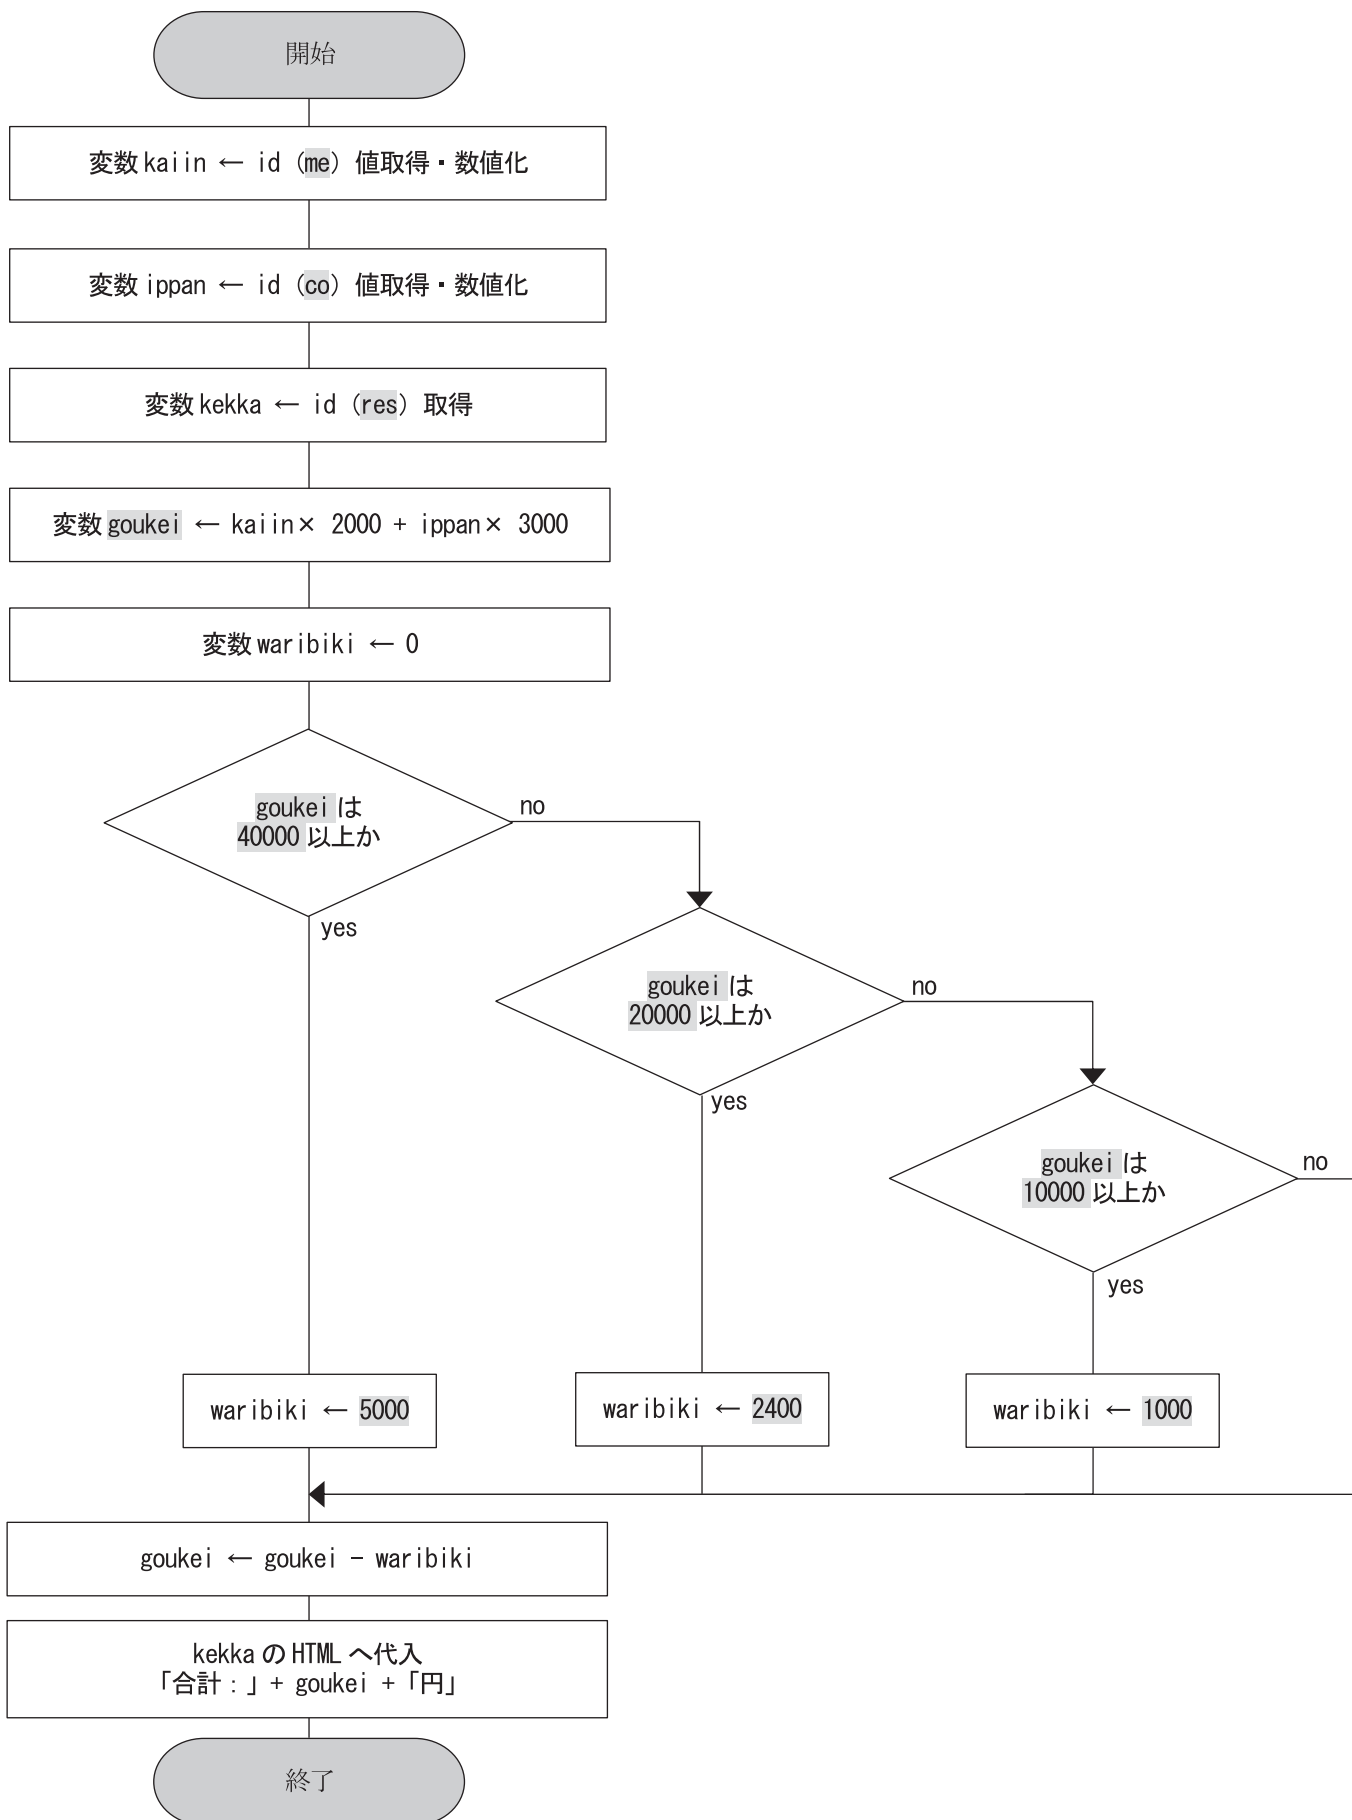 開始
変数 kaiin ← id (me) 値取得・数値化
変数 ippan ← id (co) 値取得・数値化
変数 kekka ← id (res) 取得
変数 goukei ← kaiin× 2000 + ippan× 3000
変数 waribiki ← 0
goukei は
40000 以上か
no
yes
goukei は
20000 以上か
no
yes
goukei は
10000 以上か
no
yes
waribiki ← 5000
waribiki ← 2400
waribiki ← 1000
goukei ← goukei − waribiki
kekka の HTML へ代入
「合計：」+ goukei +「円」
終了